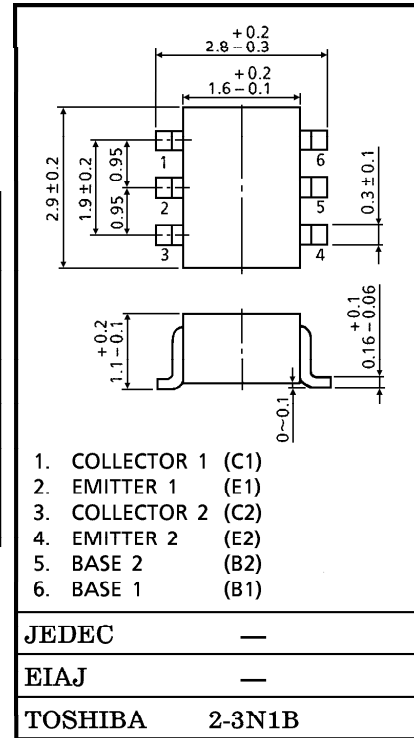 +0.2
2.8-0.3
+0.2
1.6-0.1
2.9±0.2
1.9±0.2
0.95
0.95
1
2
3
6
5
4
0.3±0.1
+0.2
1.1-0.1
+0.1
0.16-0.06
0~0.1
1. COLLECTOR 1 (C1)
2. EMITTER 1 (E1)
3. COLLECTOR 2 (C2)
4. EMITTER 2 (E2)
5. BASE 2 (B2)
6. BASE 1 (B1)
JEDEC —
EIAJ —
TOSHIBA 2-3N1B